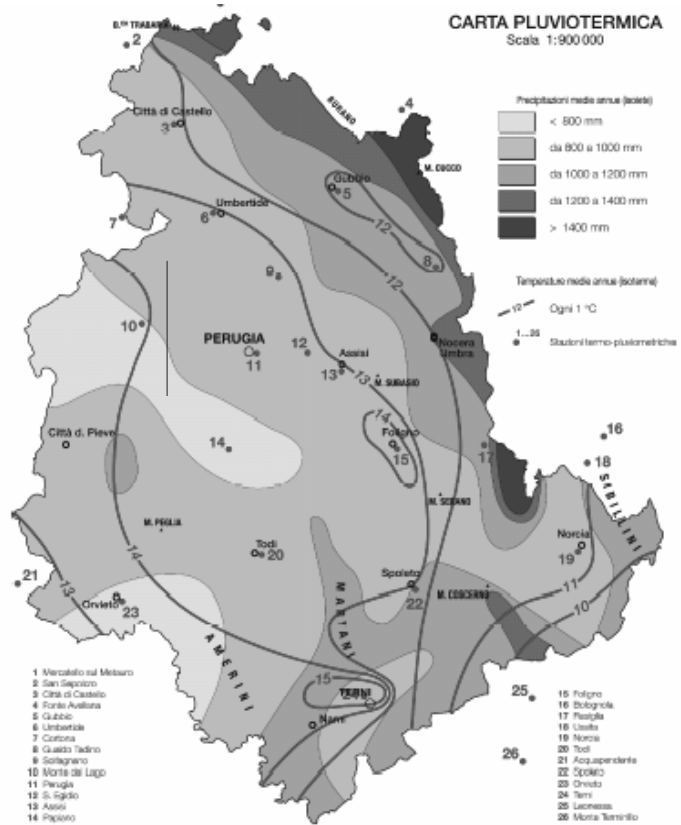 CARTA PLUVIOTERMICA
Scala 1:900 000
Precipitazioni medie annue (isoiete)
< 800 mm
da 800 a 1000 mm
da 1000 a 1200 mm
da 1200 a 1400 mm
> 1400 mm
Temperature medie annue (isoterme)
12
Ogni 1 °C
1...26
Stazioni termo-pluviometriche
TRABARIA
2
BURANO
4
Città di Castello
3
M. CUCCO
Gubbio
5
12
7
6
Umbertide
8
9
12
10
PERUGIA
11
12
Assisi
13
13
M. SUBASIO
Nocera
Umbra
14
Foligno
15
Città d. Pieve
14
17
16
18
SIBILLINI
M. SERANO
M. PEGLIA
14
Todi
20
Norcia
19
MARTANI
Spoleto
22
M. COSCERNO
11
10
21
13
Orvieto
23
AMERINI
15
TERNI
24
Narni
25
26
1 Mercatello sul Metauro
2 San Sepolcro
3 Città di Castello
4 Fonte Avellana
5 Gubbio
6 Umbertide
7 Cortona
8 Gualdo Tadino
9
10 Monte del Lago
11 Perugia
12 S. Egidio
13 Assisi
14 Papiano
15 Foligno
16 Bolognola
17 Rasiglia
18 Ussita
19 Norcia
20 Todi
21 Acquapendente
22 Spoleto
23 Orvieto
24 Terni
25 Leonessa
26 Monte Terminillo